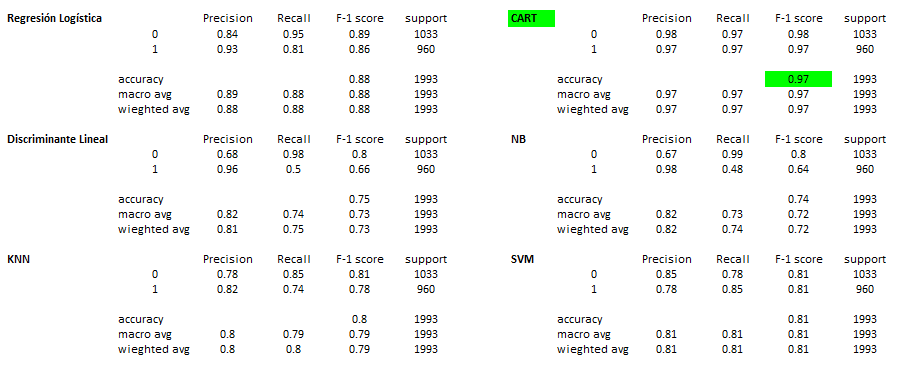 Regresión Logística Precision Recall F-1 score support
0 0.84 0.95 0.89 1033
1 0.93 0.81 0.86 960
accuracy 0.88 1993
macro avg 0.89 0.88 0.88 1993
wieghted avg 0.88 0.88 0.88 1993
CART Precision Recall F-1 score support
0 0.98 0.97 0.98 1033
1 0.97 0.97 0.97 960
accuracy 0.97 1993
macro avg 0.97 0.97 0.97 1993
wieghted avg 0.97 0.97 0.97 1993
Discriminante Lineal Precision Recall F-1 score support
0 0.68 0.98 0.8 1033
1 0.96 0.5 0.66 960
accuracy 0.75 1993
macro avg 0.82 0.74 0.73 1993
wieghted avg 0.81 0.75 0.73 1993
NB Precision Recall F-1 score support
0 0.67 0.99 0.8 1033
1 0.98 0.48 0.64 960
accuracy 0.74 1993
macro avg 0.82 0.73 0.72 1993
wieghted avg 0.82 0.74 0.72 1993
KNN Precision Recall F-1 score support
0 0.78 0.85 0.81 1033
1 0.82 0.74 0.78 960
accuracy 0.8 1993
macro avg 0.8 0.79 0.79 1993
wieghted avg 0.8 0.8 0.79 1993
SVM Precision Recall F-1 score support
0 0.85 0.78 0.81 1033
1 0.78 0.85 0.81 960
accuracy 0.81 1993
macro avg 0.81 0.81 0.81 1993
wieghted avg 0.81 0.81 0.81 1993